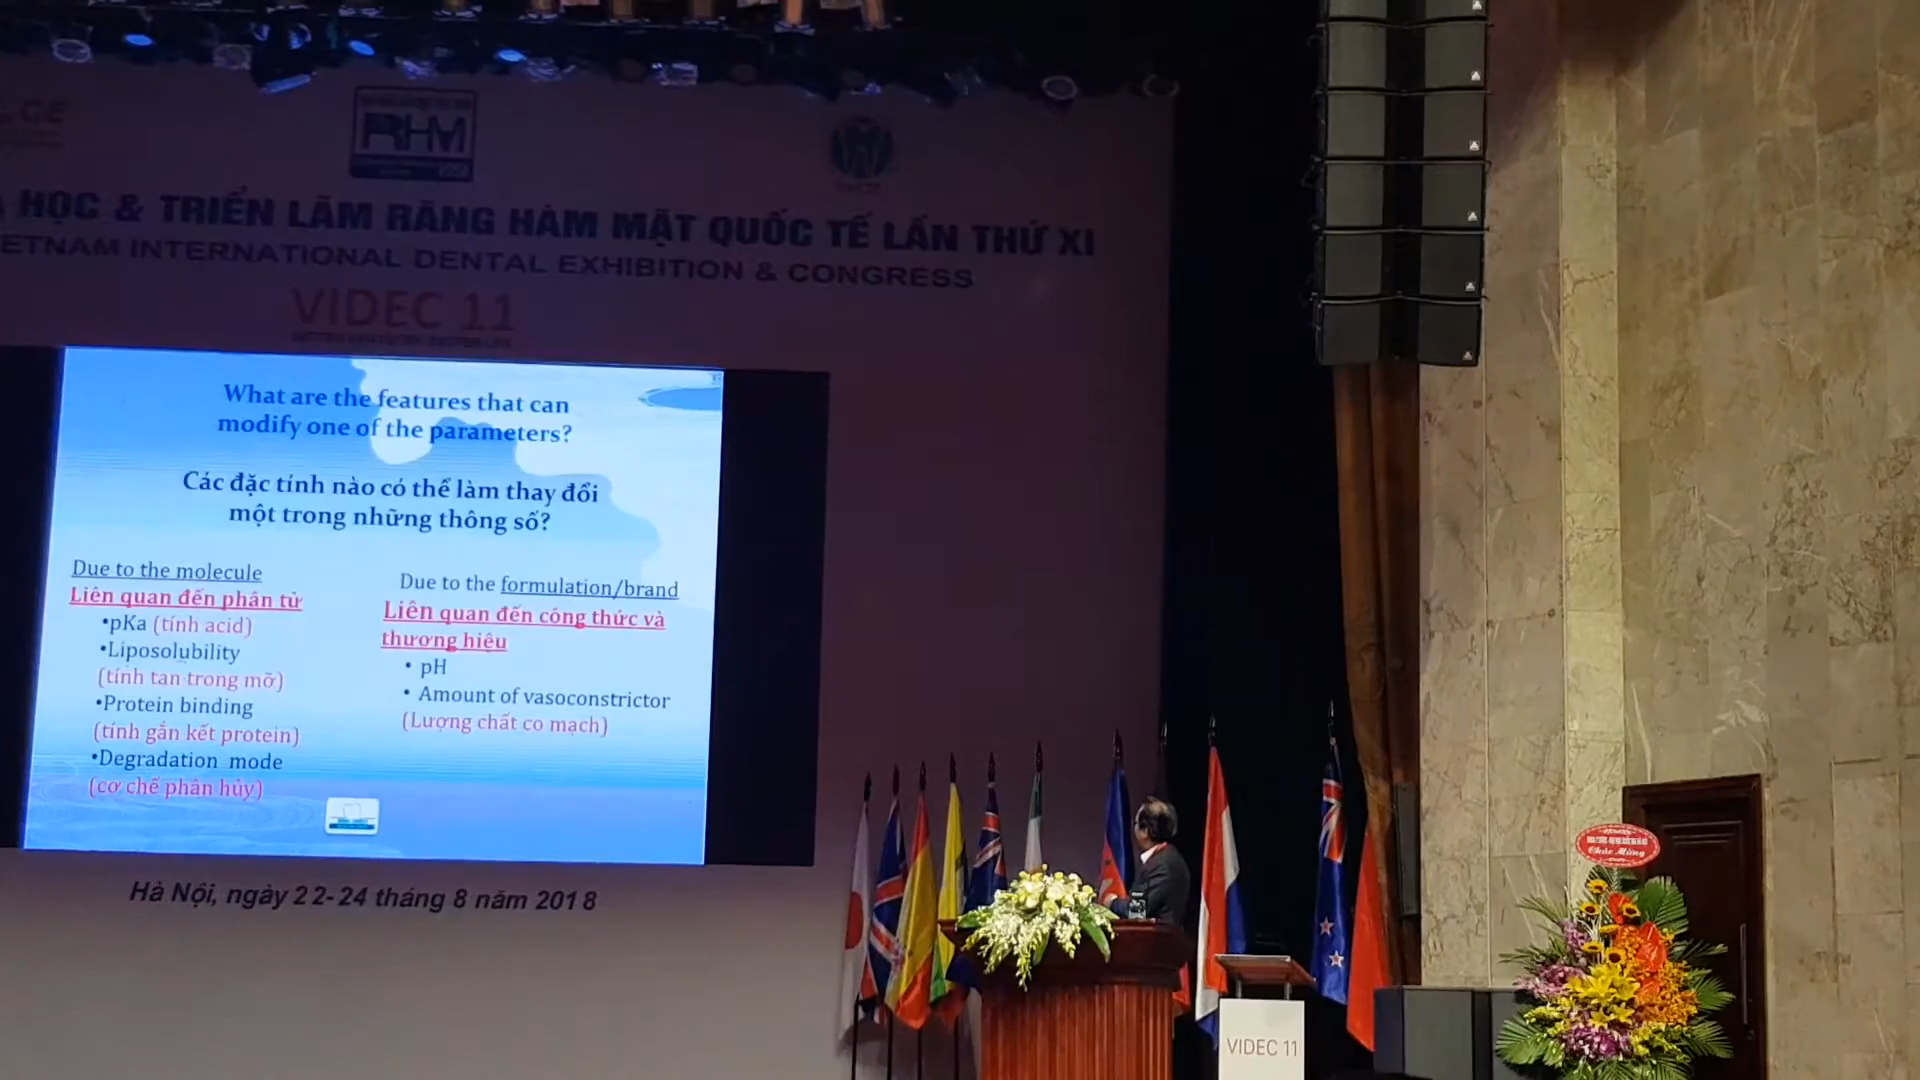 RHM
HỌC & TRIỂN LÃM RĂNG HÀM MẶT QUỐC TẾ LẦN THỨ XI
ETNAM INTERNATIONAL DENTAL EXHIBITION & CONGRESS
VIDEC 11
What are the features that can
modify one of the parameters?
Các đặc tính nào có thể làm thay đổi
một trong những thông số?
Due to the molecule
Liên quan đến phân tử
•pKa (tính acid)
•Liposolubility
(tính tan trong mỡ)
•Protein binding
(tính gắn kết protein)
•Degradation mode
(cơ chế phân hủy)
Due to the formulation/brand
Liên quan đến công thức và
thương hiệu
• pH
• Amount of vasoconstrictor
(Lượng chất co mạch)
Hà Nội, ngày 22-24 tháng 8 năm 2018
Chúc Mừng
VIDEC 11